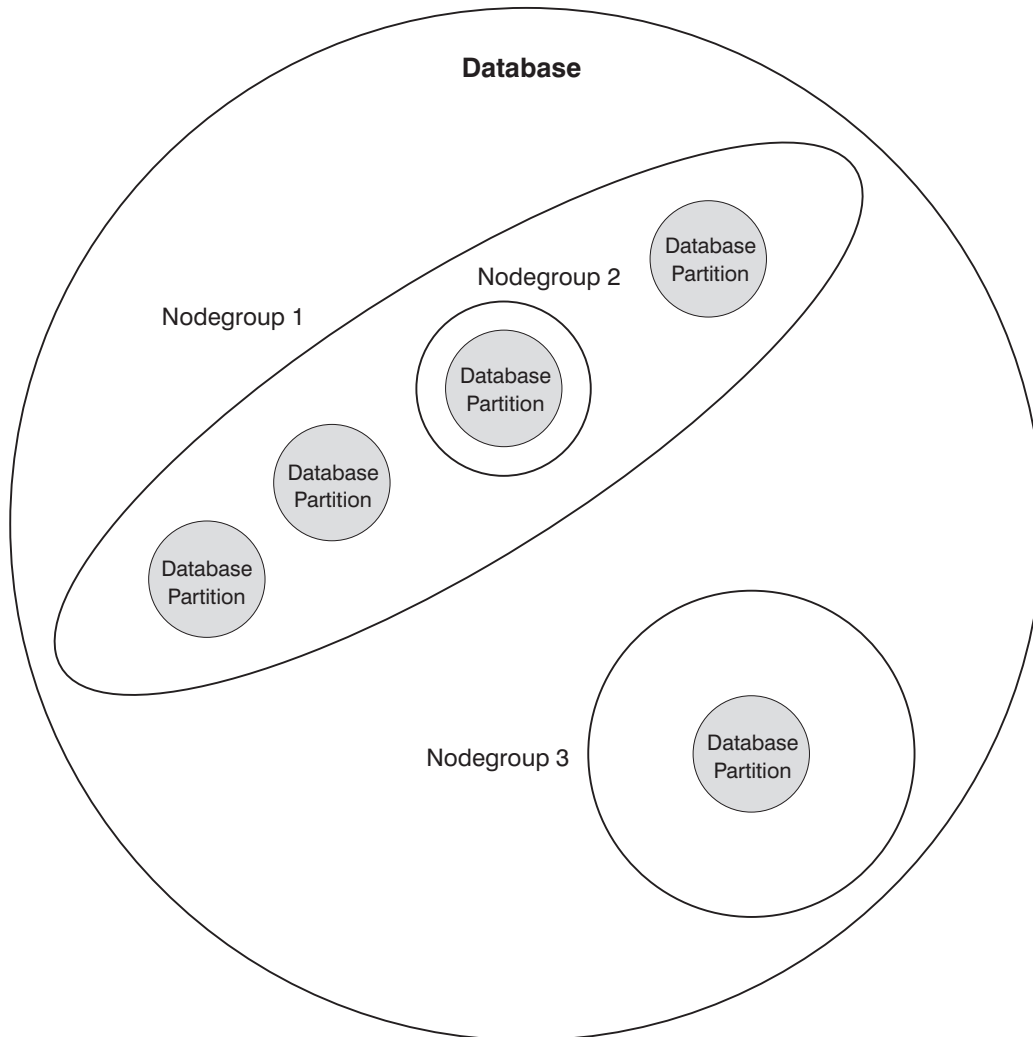 Database
Database
Partition
Nodegroup 2
Nodegroup 1
Database
Partition
Database
Partition
Database
Partition
Nodegroup 3
Database
Partition